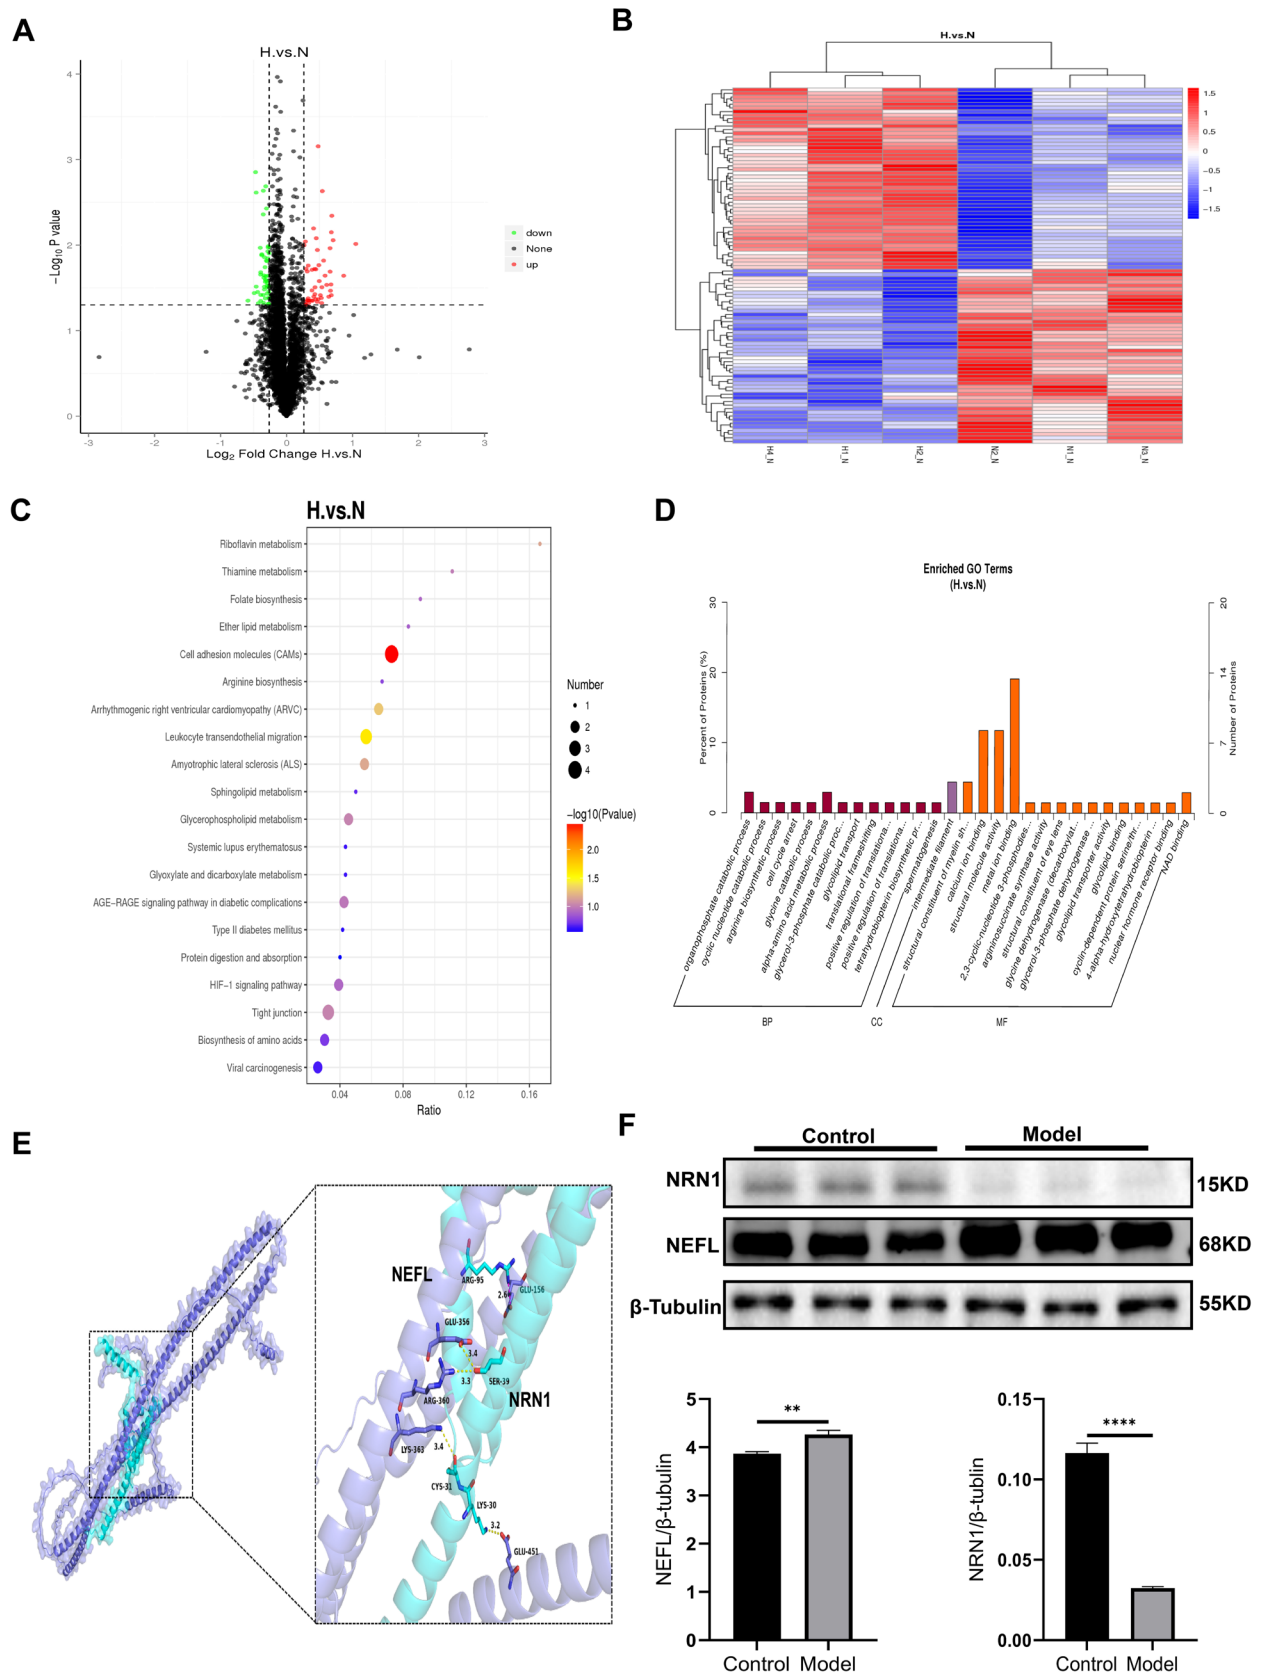 A
H.vs.N
4
3
2
1
0
-3
-2
-1
0
1
2
3
−Log10 P value
Log2 Fold Change H.vs.N
down
None
up
B
H.vs.N
1.5
1
0.5
0
−0.5
−1
−1.5
H4_N
H1_N
H2_N
N2_N
N1_N
N3_N
C
H.vs.N
Riboflavin metabolism
Thiamine metabolism
Folate biosynthesis
Ether lipid metabolism
Cell adhesion molecules (CAMs)
Arginine biosynthesis
Arrhythmogenic right ventricular cardiomyopathy (ARVC)
Leukocyte transendothelial migration
Amyotrophic lateral sclerosis (ALS)
Sphingolipid metabolism
Glycerophospholipid metabolism
Systemic lupus erythematosus
Glyoxylate and dicarboxylate metabolism
AGE−RAGE signaling pathway in diabetic complications
Type II diabetes mellitus
Protein digestion and absorption
HIF−1 signaling pathway
Tight junction
Biosynthesis of amino acids
Viral carcinogenesis
0.04
0.08
0.12
0.16
Ratio
Number
1
2
3
4
−log10(Pvalue)
2.0
1.5
1.0
D
Enriched GO Terms
(H.vs.N)
Percent of Proteins (%)
0
10
20
30
Number of Proteins
0
7
14
20
organophosphate catabolic process
cyclic nucleotide catabolic process
arginine biosynthetic process
cell cycle arrest
glycine catabolic process
alpha-amino acid metabolic process
glycerol-3-phosphate catabolic proc...
glycolipid transport
translational frameshifting
positive regulation of translationa...
positive regulation of translationa...
tetrahydrobiopterin biosynthetic pr...
spermatogenesis
intermediate filament
structural constituent of myelin sh...
calcium ion binding
structural molecule activity
metal ion binding
2,3-cyclic-nucleotide 3-phosphodies...
argininosuccinate synthase activity
structural constituent of eye lens
glycine dehydrogenase (decarboxylat...
glycerol-3-phosphate dehydrogenase ...
glycolipid transporter activity
glycolipid binding
cyclin-dependent protein serine/thr...
4-alpha-hydroxytetrahydrobiopterin ...
nuclear hormone receptor binding
NAD binding
BP
CC
MF
E
NEFL
NRN1
ARG-95
GLU-156
2.6
GLU-356
3.4
SER-39
3.3
ARG-360
LYS-363
3.4
CYS-31
LYS-30
3.2
GLU-451
F
Control
Model
NRN1
15KD
NEFL
68KD
β-Tubulin
55KD
5
4
3
2
1
0
NEFL/β-tubulin
**
Control Model
0.15
0.10
0.05
0.00
NRN1/β-tublin
****
Control Model